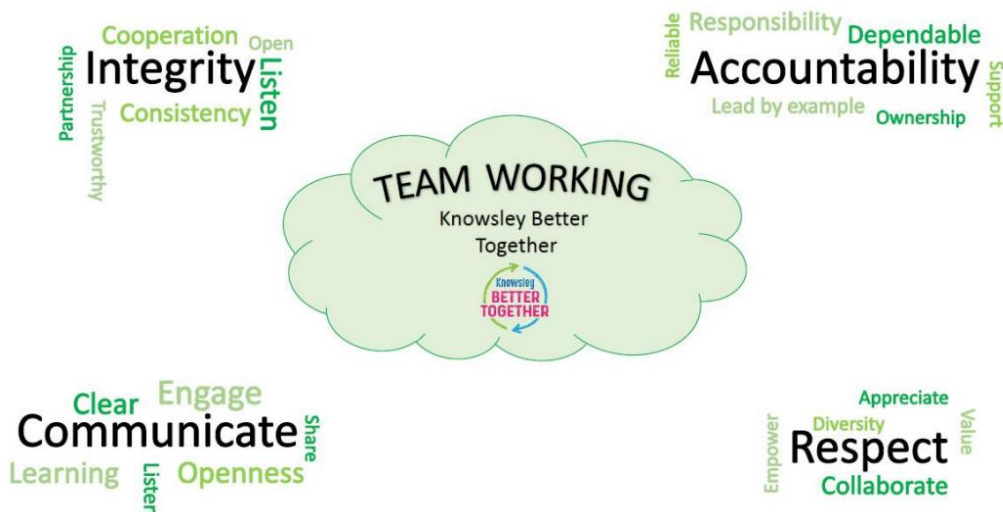 Cooperation
Open
Partnership
Integrity
Listen
Trustworthy
Consistency
Reliable
Responsibility
Dependable
Accountability
Support
Lead by example
Ownership
TEAM WORKING
Knowsley Better
Together
Knowsley
BETTER
TOGETHER
Clear
Engage
Communicate
Share
Learning
Listen
Openness
Appreciate
Diversity
Value
Empower
Respect
Collaborate